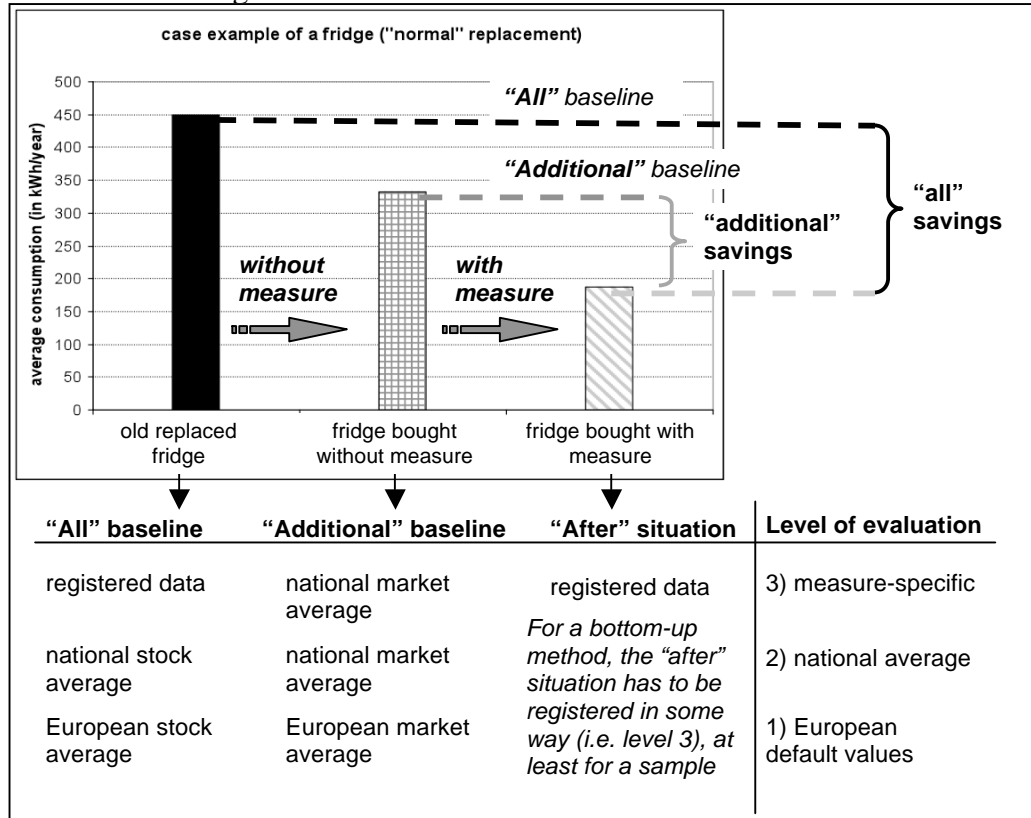 case example of a fridge ("normal" replacement)
average consumption (in kWh/year)
500
450
400
350
300
250
200
150
100
50
0
“All” baseline
“Additional” baseline
“additional”
savings
“all”
savings
without
measure
with
measure
old replaced
fridge
fridge bought
without measure
fridge bought with
measure
“All” baseline
“Additional” baseline
“After” situation
Level of evaluation
registered data
national market
average
registered data
3) measure-specific
national stock
average
national market
average
For a bottom-up
method, the “after”
situation has to be
registered in some
way (i.e. level 3), at
least for a sample
2) national average
European stock
average
European market
average
1) European
default values